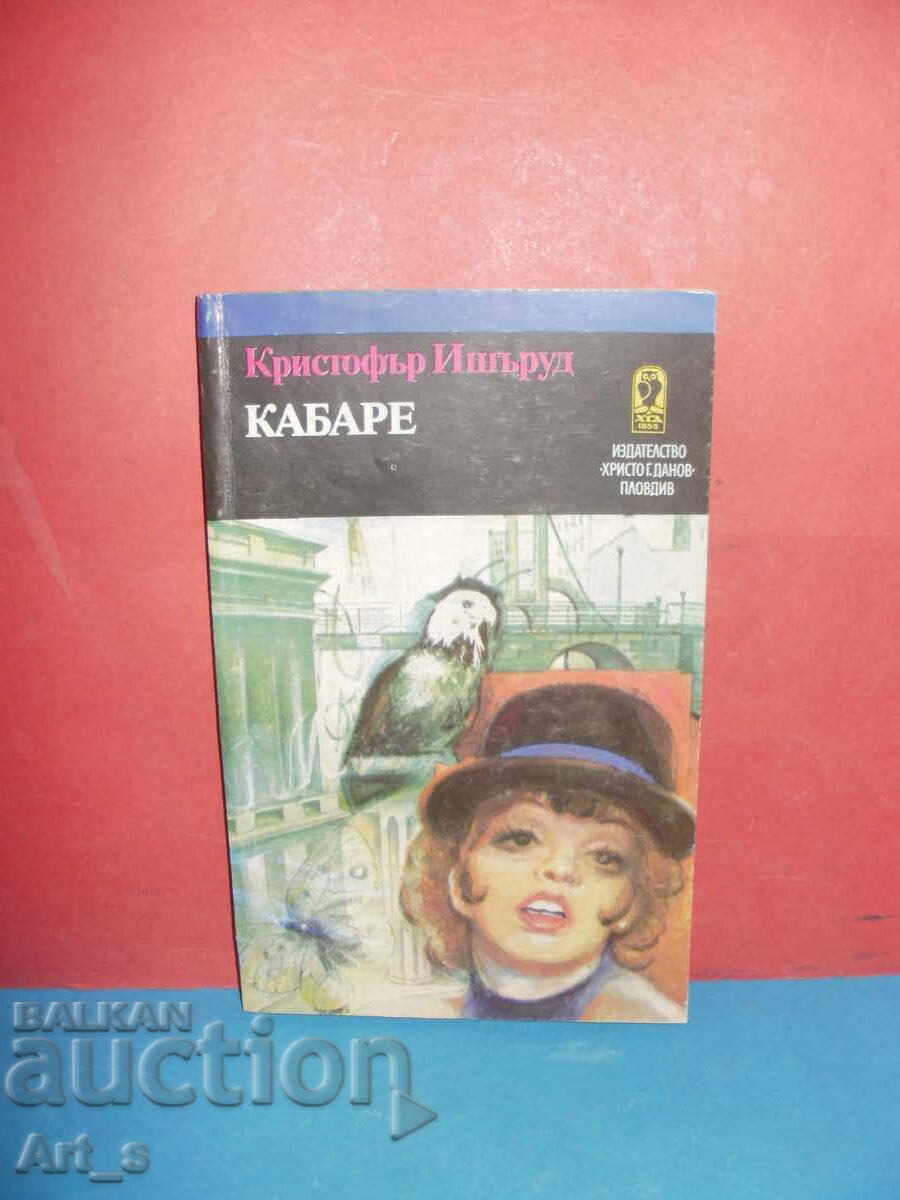 Кристофър Ишъруд
КАБАРЕ
ХГД
1855
ИЗДАТЕЛСТВО
·ХРИСТО Г. ДАНОВ·
ПЛОВДИВ
BALKAN
auction
Art_s